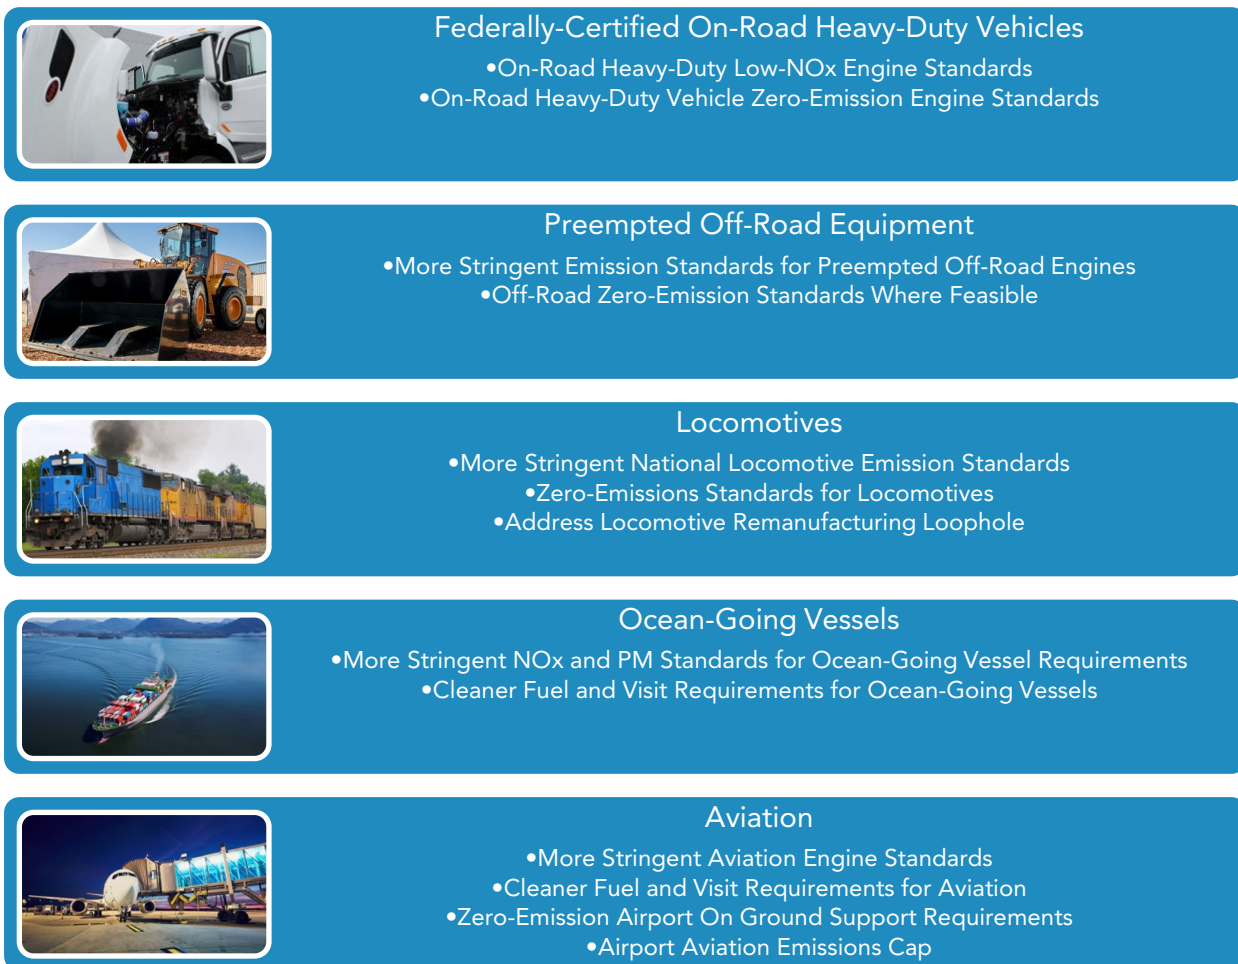 Federally-Certified On-Road Heavy-Duty Vehicles
•On-Road Heavy-Duty Low-NOx Engine Standards
•On-Road Heavy-Duty Vehicle Zero-Emission Engine Standards
Preempted Off-Road Equipment
•More Stringent Emission Standards for Preempted Off-Road Engines
•Off-Road Zero-Emission Standards Where Feasible
Locomotives
•More Stringent National Locomotive Emission Standards
•Zero-Emissions Standards for Locomotives
•Address Locomotive Remanufacturing Loophole
Ocean-Going Vessels
•More Stringent NOx and PM Standards for Ocean-Going Vessel Requirements
•Cleaner Fuel and Visit Requirements for Ocean-Going Vessels
Aviation
•More Stringent Aviation Engine Standards
•Cleaner Fuel and Visit Requirements for Aviation
•Zero-Emission Airport On Ground Support Requirements
•Airport Aviation Emissions Cap